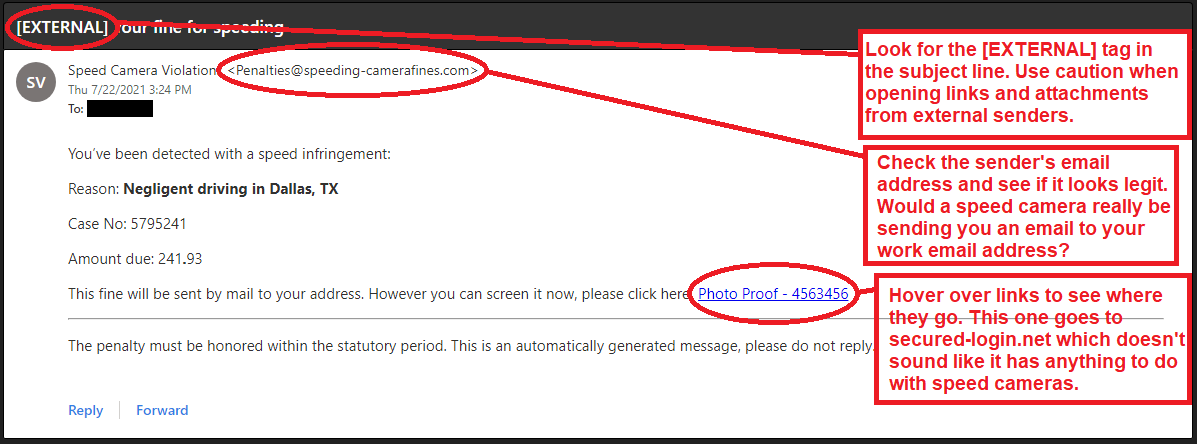 [EXTERNAL] Your fine for speeding
SV
Speed Camera Violation <Penalties@speeding-camerafines.com>
Thu 7/22/2021 3:24 PM
To:
You've been detected with a speed infringement:
Reason: Negligent driving in Dallas, TX
Case No: 5795241
Amount due: 241.93
This fine will be sent by mail to your address. However you can screen it now, please click here Photo Proof - 4563456
The penalty must be honored within the statutory period. This is an automatically generated message, please do not reply.
Reply
Forward
Look for the [EXTERNAL] tag in
the subject line. Use caution when
opening links and attachments
from external senders.
Check the sender's email
address and see if it looks legit.
Would a speed camera really be
sending you an email to your
work email address?
Hover over links to see where
they go. This one goes to
secured-login.net which doesn't
sound like it has anything to do
with speed cameras.